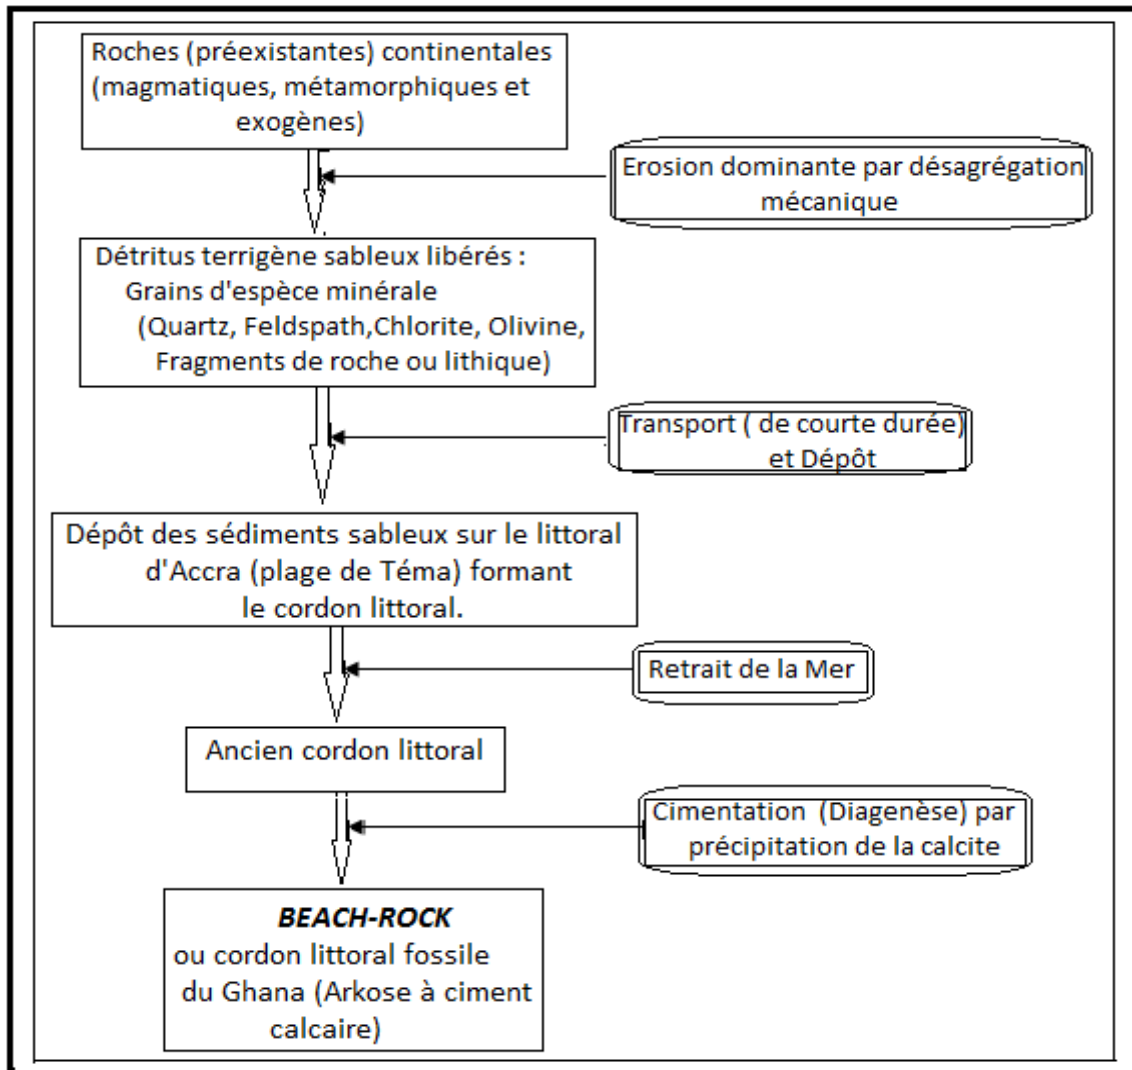 Roches (préexistantes) continentales
(magmatiques, métamorphiques et
exogènes)
Erosion dominante par désagrégation
mécanique
Détritus terrigène sableux libérés :
Grains d'espèce minérale
(Quartz, Feldspath,Chlorite, Olivine,
Fragments de roche ou lithique)
Transport ( de courte durée)
et Dépôt
Dépôt des sédiments sableux sur le littoral
d'Accra (plage de Téma) formant
le cordon littoral.
Retrait de la Mer
Ancien cordon littoral
Cimentation (Diagenèse) par
précipitation de la calcite
BEACH-ROCK
ou cordon littoral fossile
du Ghana (Arkose à ciment
calcaire)